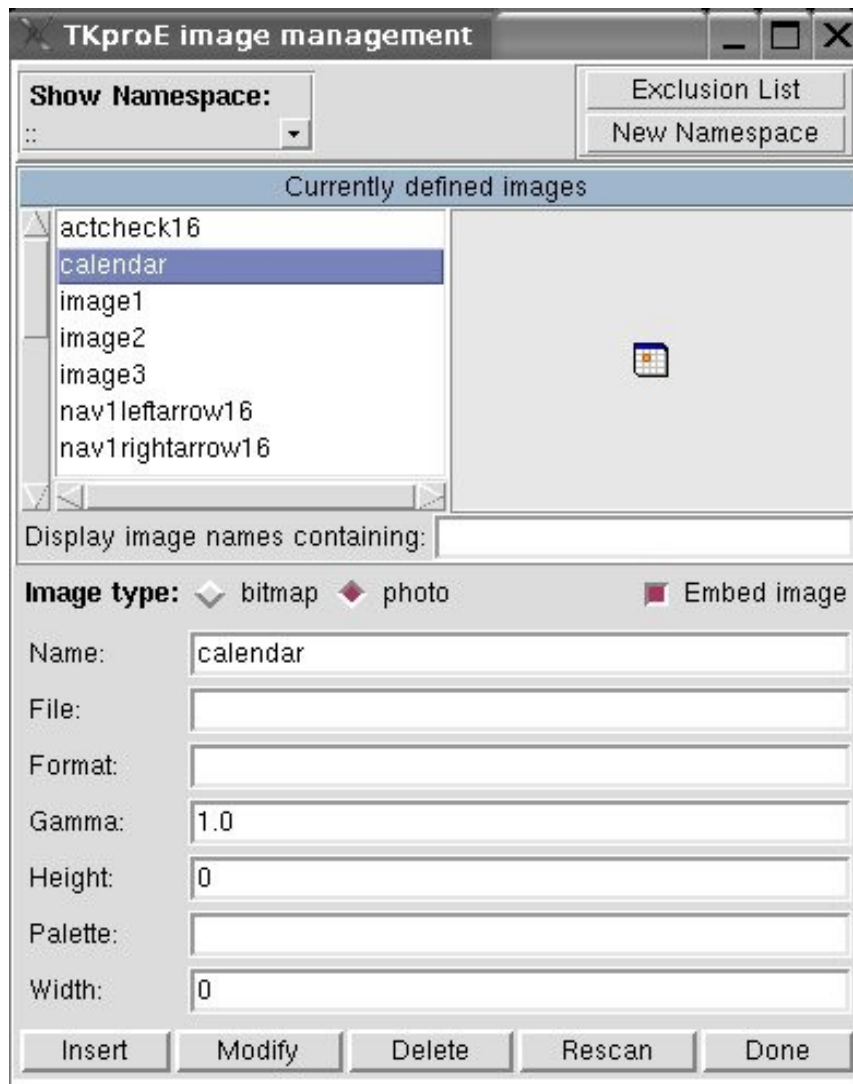 TKproE image management
Show Namespace:
::
Exclusion List
New Namespace
Currently defined images
actcheck16
calendar
image1
image2
image3
nav1leftarrow16
nav1rightarrow16
Display image names containing:
Image type: bitmap photo Embed image
Name: calendar
File:
Format:
Gamma: 1.0
Height: 0
Palette:
Width: 0
Insert Modify Delete Rescan Done